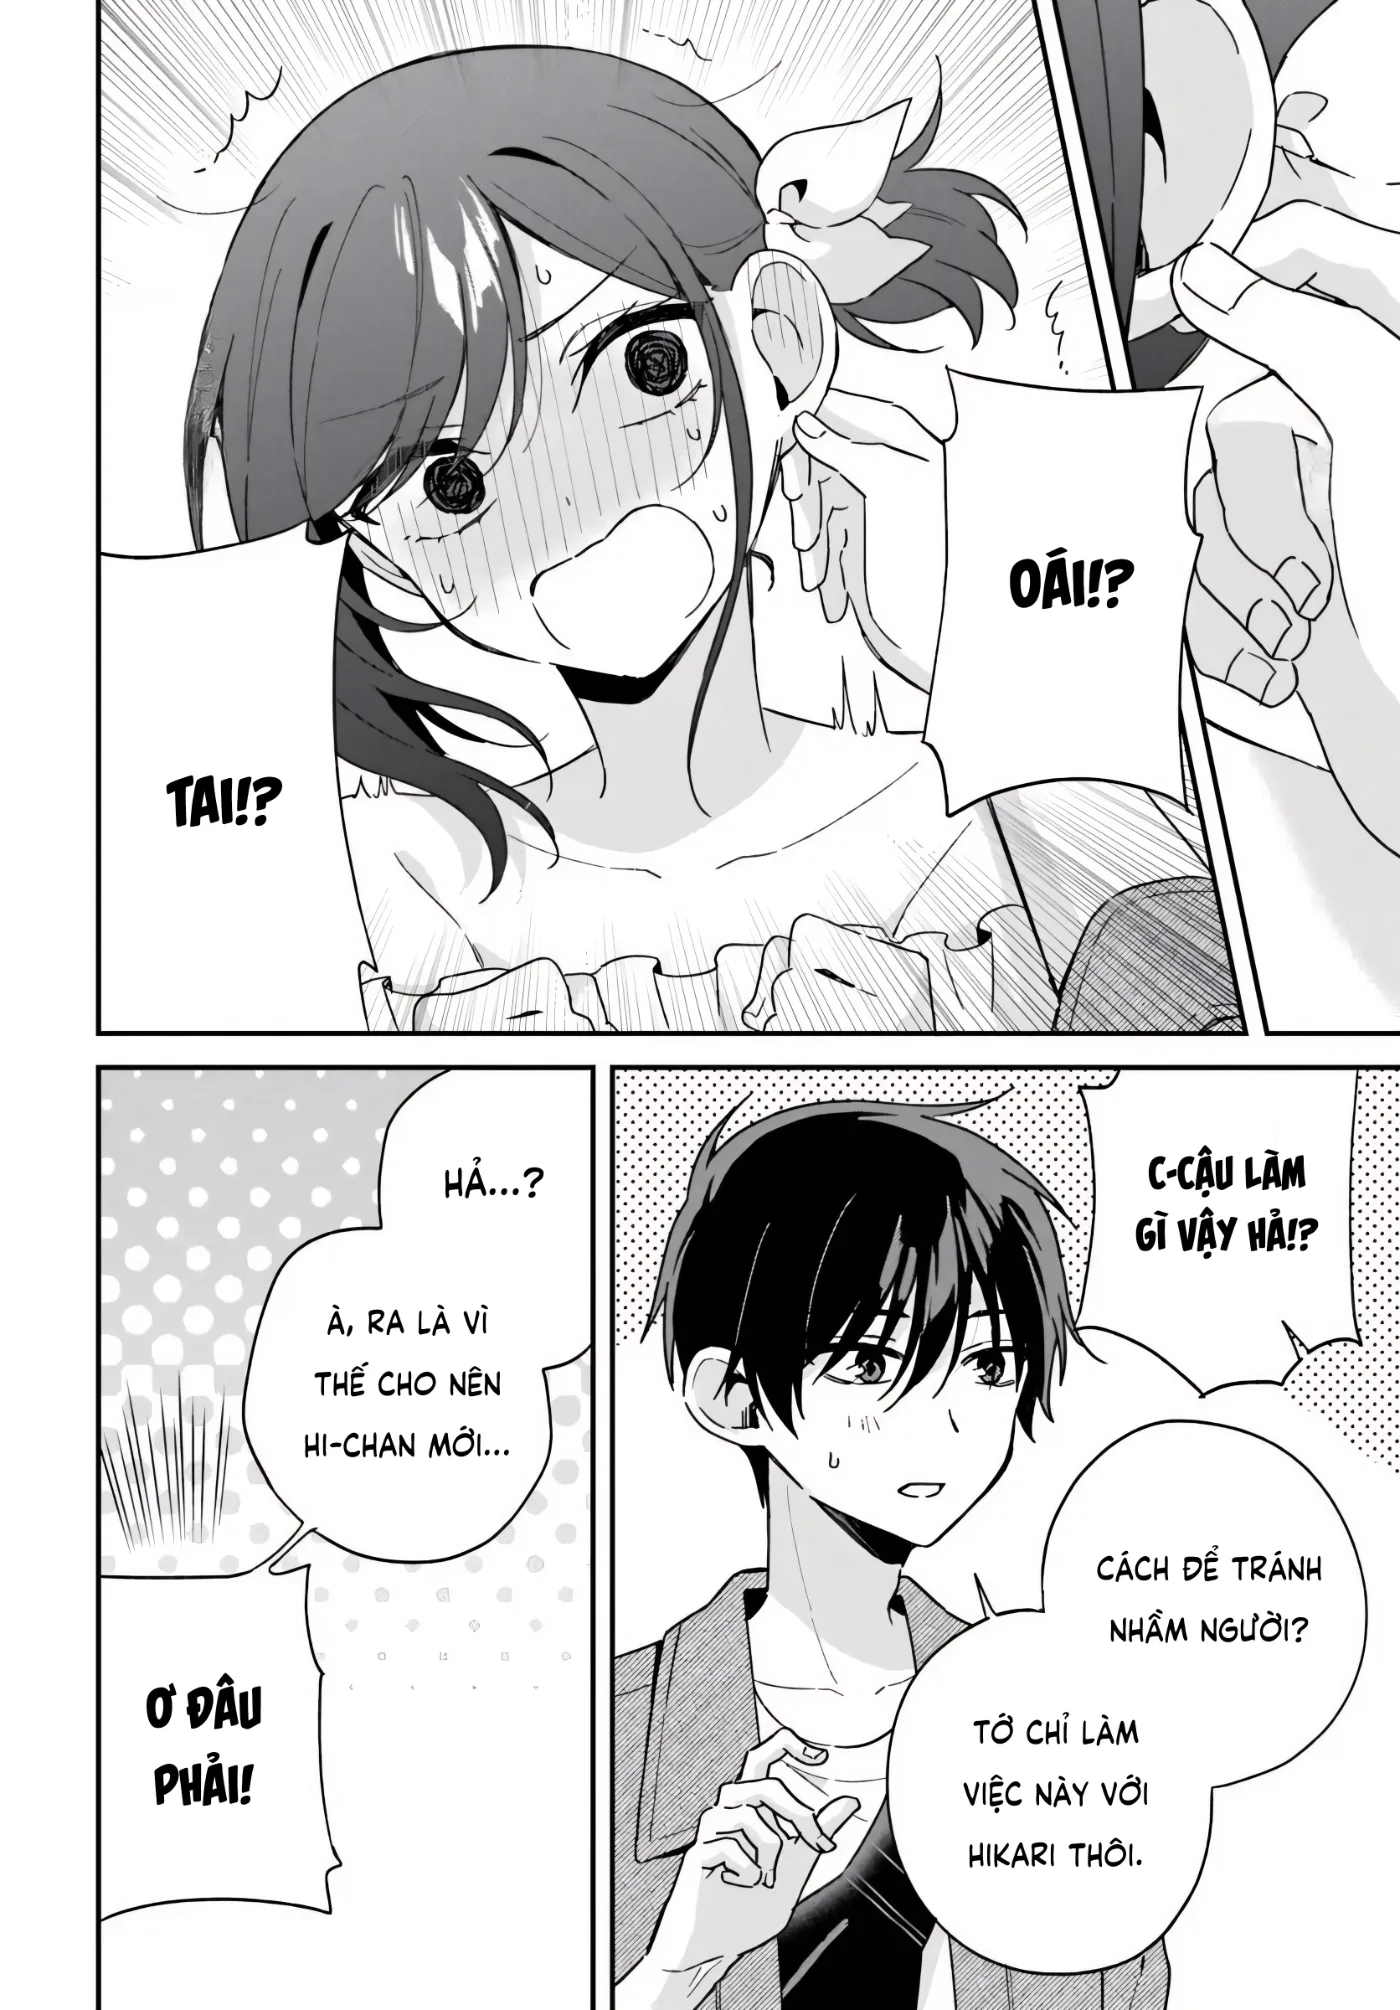 OÁI!?
TAI!?
C-CẬU LÀM
GÌ VẬY HẢ!?
CÁCH ĐỂ TRÁNH
NHẦM NGƯỜI?
TỚ CHỈ LÀM
VIỆC NÀY VỚI
HIKARI THÔI.
HẢ...?
À, RA LÀ VÌ
THẾ CHO NÊN
HI-CHAN MỚI...
Ơ ĐÂU
PHẢI!